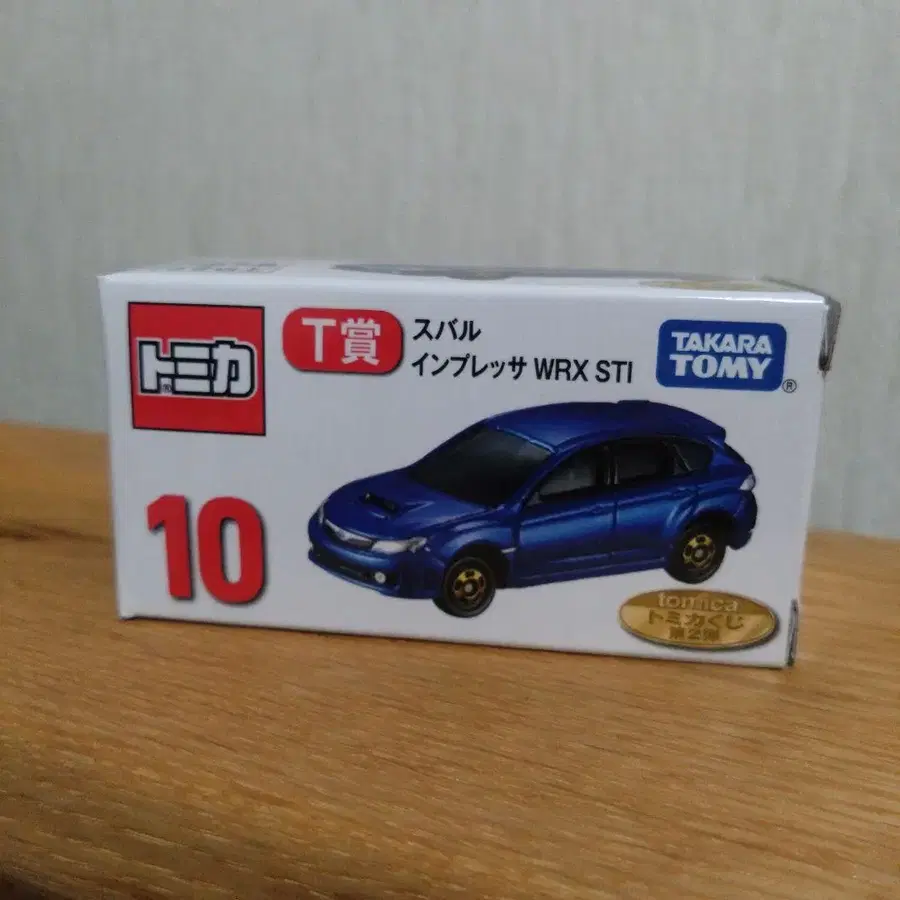 トミカ
®
T賞
スバル
インプレッサ WRX STI
TAKARA
TOMY
®
10
tomica
トミカくじ
第2弾